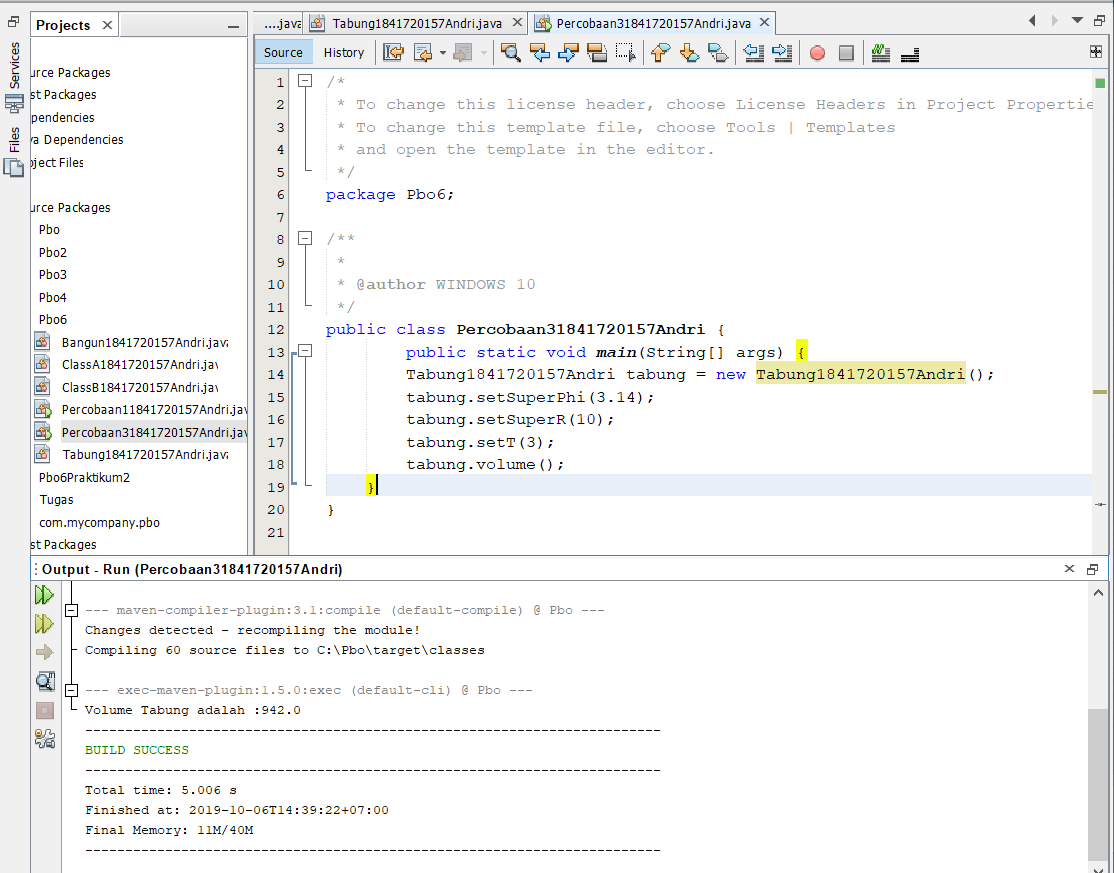 Projects
Services
Files
urce Packages
st Packages
pendencies
va Dependencies
oject Files
urce Packages
Pbo
Pbo2
Pbo3
Pbo4
Pbo6
Bangun1841720157Andri.java
ClassA1841720157Andri.jav
ClassB1841720157Andri.jav
Percobaan11841720157Andri.jav
Percobaan31841720157Andri.jav
Tabung1841720157Andri.java
Pbo6Praktikum2
Tugas
com.mycompany.pbo
st Packages
....java
Tabung1841720157Andri.java
Percobaan31841720157Andri.java
Source
History
1 /*
2 * To change this license header, choose License Headers in Project Propertie
3 * To change this template file, choose Tools | Templates
4 * and open the template in the editor.
5 */
6 package Pbo6;
7
8 /**
9 *
10 * @author WINDOWS 10
11 */
12 public class Percobaan31841720157Andri {
13 public static void main(String[] args) {
14 Tabung1841720157Andri tabung = new Tabung1841720157Andri();
15 tabung.setSuperPhi(3.14);
16 tabung.setSuperR(10);
17 tabung.setT(3);
18 tabung.volume();
19 }
20 }
21
Output - Run (Percobaan31841720157Andri)
--- maven-compiler-plugin:3.1:compile (default-compile) @ Pbo ---
Changes detected - recompiling the module!
Compiling 60 source files to C:\Pbo\target\classes
--- exec-maven-plugin:1.5.0:exec (default-cli) @ Pbo ---
Volume Tabung adalah :942.0
------------------------------------------------------------------------
BUILD SUCCESS
------------------------------------------------------------------------
Total time: 5.006 s
Finished at: 2019-10-06T14:39:22+07:00
Final Memory: 11M/40M
------------------------------------------------------------------------